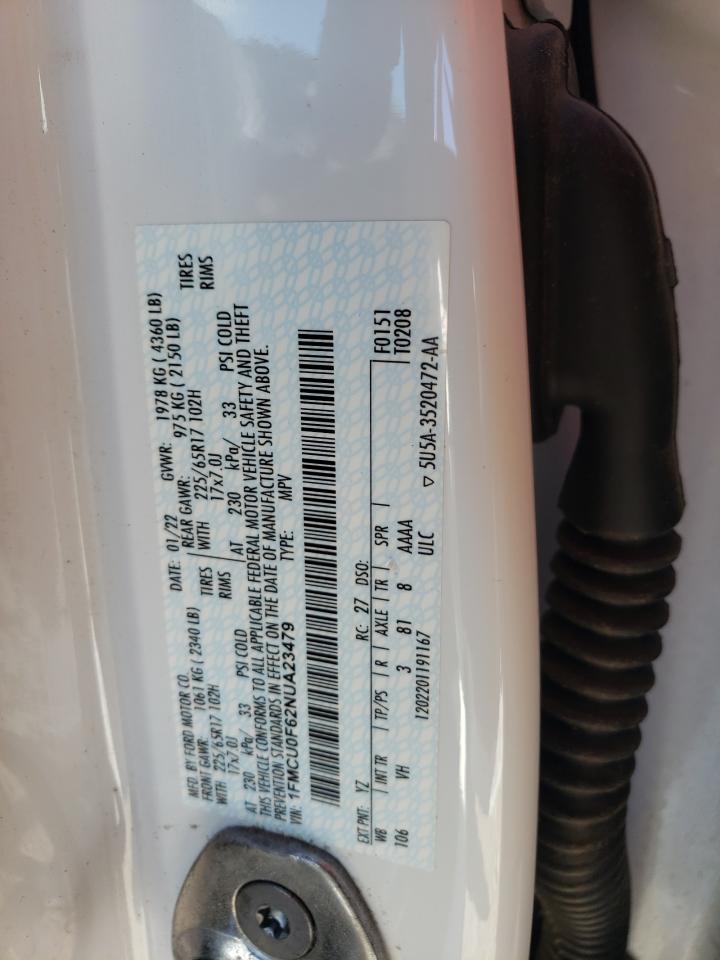 MFD. BY FORD MOTOR CO.
DATE: 01/22 GVWR: 1978 KG ( 4360 LB)
FRONT GAWR: 1061 KG ( 2340 LB) REAR GAWR: 975 KG ( 2150 LB)
WITH 225/65R17 102H TIRES WITH 225/65R17 102H TIRES
17x7.0J RIMS 17x7.0J RIMS
AT 230 kPa/ 33 PSI COLD AT 230 kPa/ 33 PSI COLD
THIS VEHICLE CONFORMS TO ALL APPLICABLE FEDERAL MOTOR VEHICLE SAFETY AND THEFT
PREVENTION STANDARDS IN EFFECT ON THE DATE OF MANUFACTURE SHOWN ABOVE.
VIN: 1FMCU0F62NUA23479 TYPE: MPV
EXT PNT: YZ RC: 27 DSO: F0151
WB INT TR TP/PS R AXLE TR SPR T0208
106 VH 3 81 8 AAAA
1202201191167 ULC ▽ 5U5A-3520472-AA